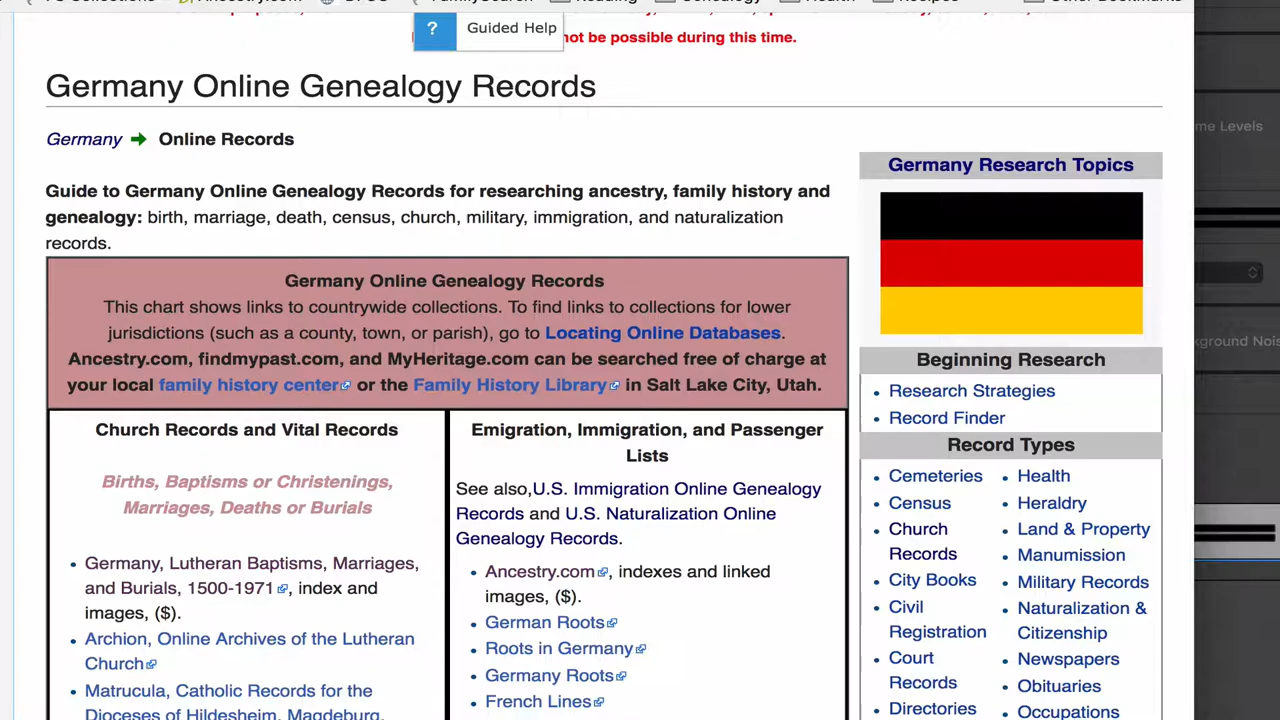 Guided Help
not be possible during this time.
Germany Online Genealogy Records
Germany Online Records
Guide to Germany Online Genealogy Records for researching ancestry, family history and
genealogy: birth, marriage, death, census, church, military, immigration, and naturalization
records.
Germany Online Genealogy Records
This chart shows links to countrywide collections. To find links to collections for lower
jurisdictions (such as a county, town, or parish), go to Locating Online Databases.
Ancestry.com, findmypast.com, and MyHeritage.com can be searched free of charge at
your local family history center or the Family History Library in Salt Lake City, Utah.
Church Records and Vital Records
Births, Baptisms or Christenings,
Marriages, Deaths or Burials
• Germany, Lutheran Baptisms, Marriages,
and Burials, 1500-1971, index and
images, ($).
• Archion, Online Archives of the Lutheran
Church
• Matrucula, Catholic Records for the
Dioceses of Hildesheim, Magdeburg,
Emigration, Immigration, and Passenger
Lists
See also,U.S. Immigration Online Genealogy
Records and U.S. Naturalization Online
Genealogy Records.
• Ancestry.com, indexes and linked
images, ($).
• German Roots
• Roots in Germany
• Germany Roots
• French Lines
Germany Research Topics
Beginning Research
• Research Strategies
• Record Finder
Record Types
• Cemeteries
• Census
• Church
Records
• City Books
• Civil
Registration
• Court
Records
• Directories
• Health
• Heraldry
• Land & Property
• Manumission
• Military Records
• Naturalization &
Citizenship
• Newspapers
• Obituaries
• Occupations
me Levels
kground Nois